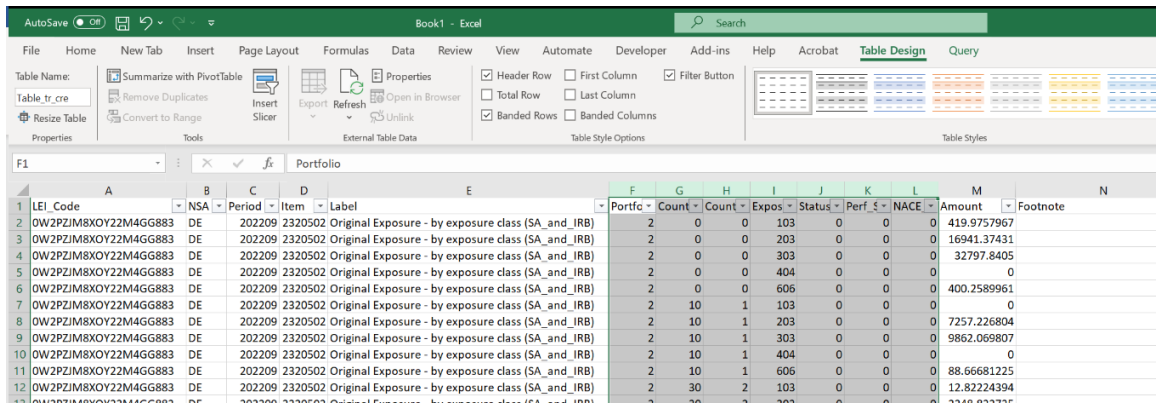 AutoSave Off Book1 - Excel Search
File Home New Tab Insert Page Layout Formulas Data Review View Automate Developer Add-ins Help Acrobat Table Design Query
Table Name: Summarize with PivotTable Properties Header Row First Column Filter Button
Table_tr_cre Remove Duplicates Insert Slicer Export Refresh Open in Browser Total Row Last Column
Resize Table Convert to Range Unlink Banded Rows Banded Columns
Properties Tools External Table Data Table Style Options Table Styles
F1 fx Portfolio
A B C D E F G H I J K L M N
1 LEI_Code NSA Period Item Label Portfo Count Count Expos Status Perf_S NACE_ Amount Footnote
2 0W2PZJM8XOY22M4GG883 DE 202209 2320502 Original Exposure - by exposure class (SA_and_IRB) 2 0 0 103 0 0 0 419.9757967
3 0W2PZJM8XOY22M4GG883 DE 202209 2320502 Original Exposure - by exposure class (SA_and_IRB) 2 0 0 203 0 0 0 16941.37431
4 0W2PZJM8XOY22M4GG883 DE 202209 2320502 Original Exposure - by exposure class (SA_and_IRB) 2 0 0 303 0 0 0 32797.8405
5 0W2PZJM8XOY22M4GG883 DE 202209 2320502 Original Exposure - by exposure class (SA_and_IRB) 2 0 0 404 0 0 0 0
6 0W2PZJM8XOY22M4GG883 DE 202209 2320502 Original Exposure - by exposure class (SA_and_IRB) 2 0 0 606 0 0 0 400.2589961
7 0W2PZJM8XOY22M4GG883 DE 202209 2320502 Original Exposure - by exposure class (SA_and_IRB) 2 10 1 103 0 0 0 0
8 0W2PZJM8XOY22M4GG883 DE 202209 2320502 Original Exposure - by exposure class (SA_and_IRB) 2 10 1 203 0 0 0 7257.226804
9 0W2PZJM8XOY22M4GG883 DE 202209 2320502 Original Exposure - by exposure class (SA_and_IRB) 2 10 1 303 0 0 0 9862.069807
10 0W2PZJM8XOY22M4GG883 DE 202209 2320502 Original Exposure - by exposure class (SA_and_IRB) 2 10 1 404 0 0 0 0
11 0W2PZJM8XOY22M4GG883 DE 202209 2320502 Original Exposure - by exposure class (SA_and_IRB) 2 10 1 606 0 0 0 88.66681225
12 0W2PZJM8XOY22M4GG883 DE 202209 2320502 Original Exposure - by exposure class (SA_and_IRB) 2 30 2 103 0 0 0 12.82224394